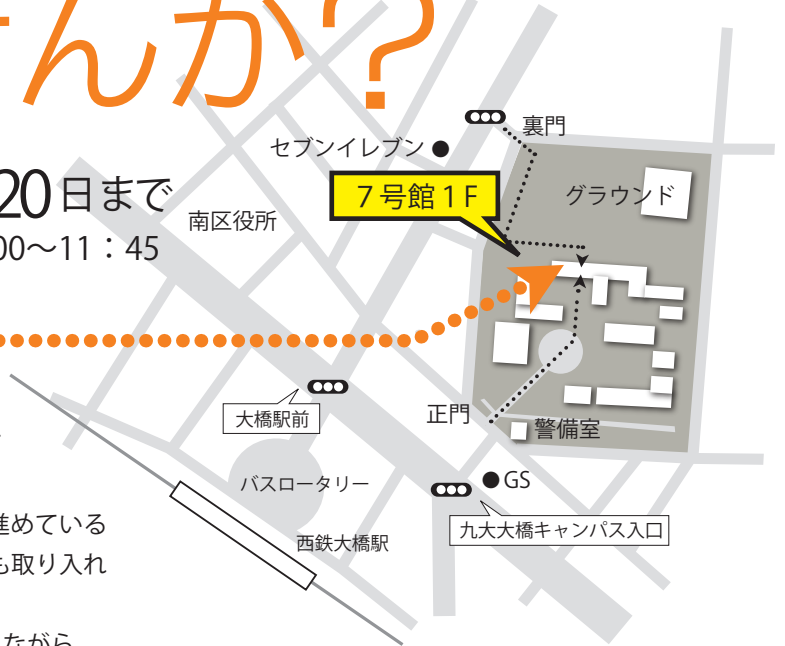 せんか？
20日まで
00～11：45
セブンイレブン
裏門
7号館1F
グラウンド
南区役所
大橋駅前
正門
警備室
バスロータリー
GS
西鉄大橋駅
九大大橋キャンパス入口
進めている
も取り入れ
ながら